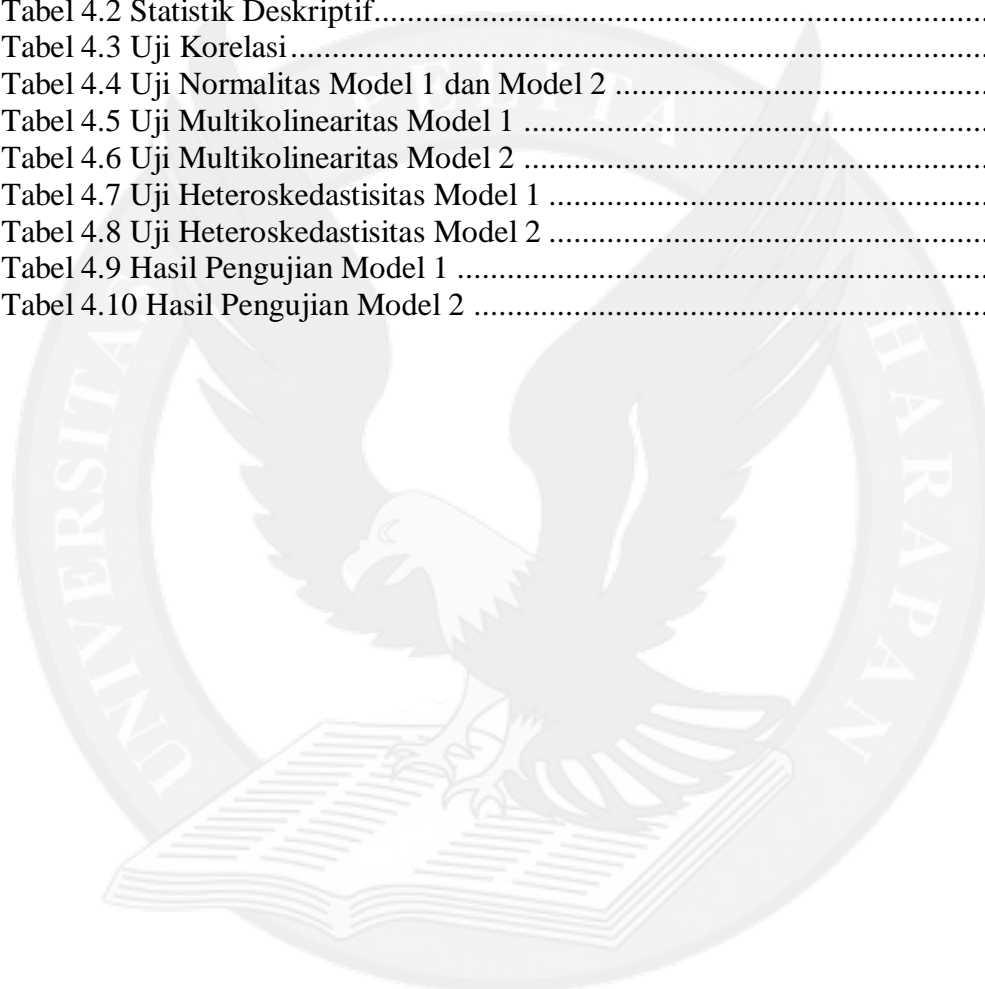 Tabel 4.2 Statistik Deskriptif...........................................................................
Tabel 4.3 Uji Korelasi.....................................................................................
Tabel 4.4 Uji Normalitas Model 1 dan Model 2 .............................................
Tabel 4.5 Uji Multikolinearitas Model 1 ........................................................
Tabel 4.6 Uji Multikolinearitas Model 2 ........................................................
Tabel 4.7 Uji Heteroskedastisitas Model 1 .....................................................
Tabel 4.8 Uji Heteroskedastisitas Model 2 .....................................................
Tabel 4.9 Hasil Pengujian Model 1 ................................................................
Tabel 4.10 Hasil Pengujian Model 2 ..............................................................
UNIVERSITAS PELITA HARAPAN